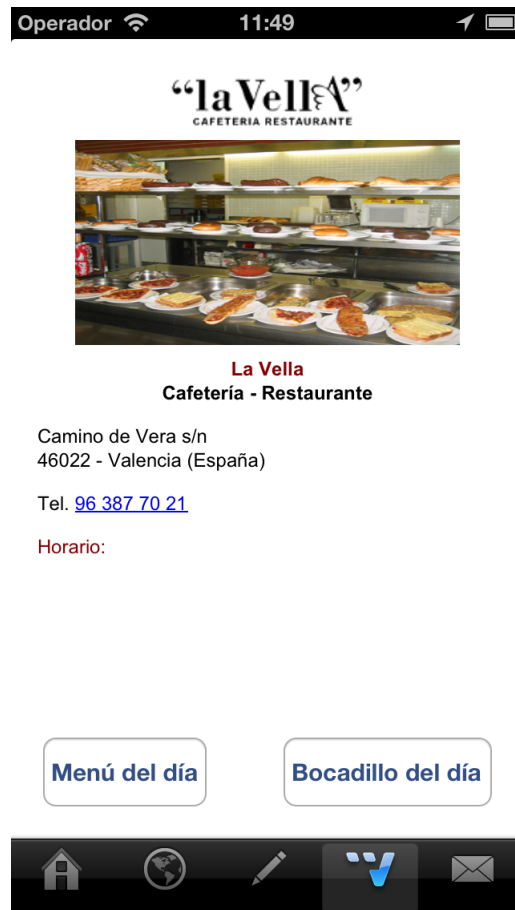 Operador 11:49
“la Vella”
CAFETERIA RESTAURANTE
La Vella
Cafetería - Restaurante
Camino de Vera s/n
46022 - Valencia (España)
Tel. 96 387 70 21
Horario:
Menú del día
Bocadillo del día